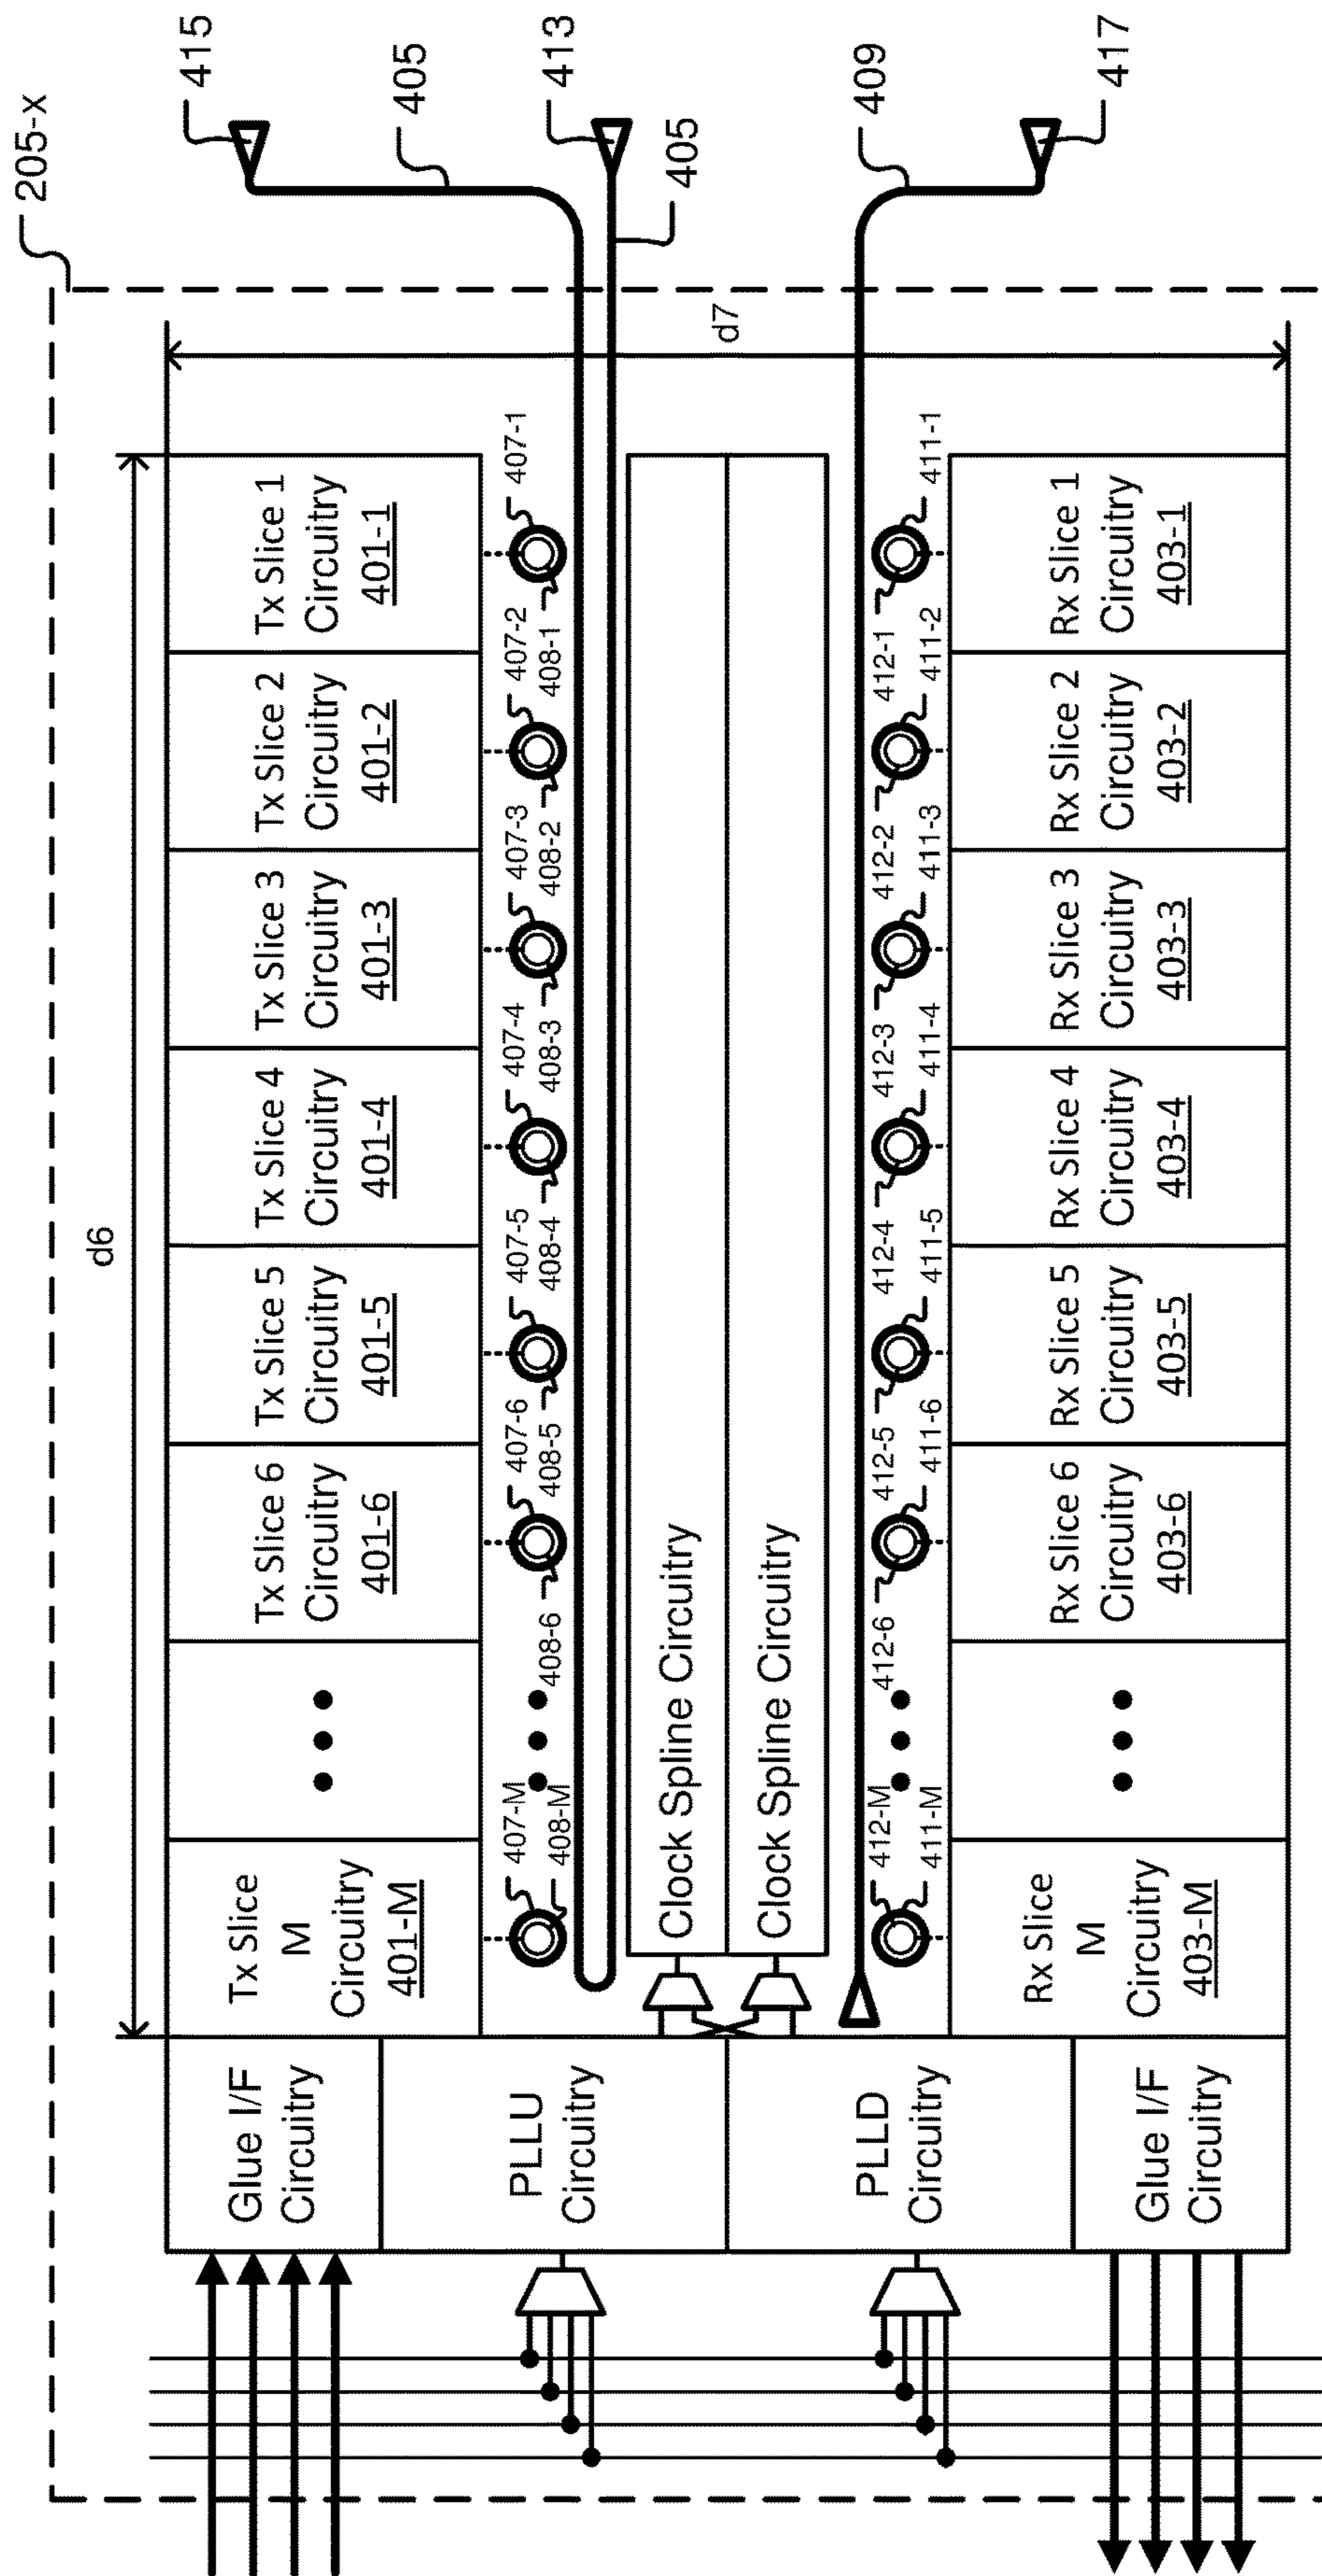 205-x
415
405
413
405
409
417
d6
d7
Tx Slice
M
Circuitry
401-M
Tx Slice 6
Circuitry
401-6
Tx Slice 5
Circuitry
401-5
Tx Slice 4
Circuitry
401-4
Tx Slice 3
Circuitry
401-3
Tx Slice 2
Circuitry
401-2
Tx Slice 1
Circuitry
401-1
407-M
408-M
408-6
407-6
408-5
407-5
408-4
407-4
408-3
407-3
408-2
407-2
408-1
407-1
Glue I/F
Circuitry
PLLU
Circuitry
PLLD
Circuitry
Glue I/F
Circuitry
Clock Spline Circuitry
Clock Spline Circuitry
412-M
411-M
412-6
411-6
412-5
411-5
412-4
411-4
412-3
411-3
412-2
411-2
412-1
411-1
Rx Slice
M
Circuitry
403-M
Rx Slice 6
Circuitry
403-6
Rx Slice 5
Circuitry
403-5
Rx Slice 4
Circuitry
403-4
Rx Slice 3
Circuitry
403-3
Rx Slice 2
Circuitry
403-2
Rx Slice 1
Circuitry
403-1